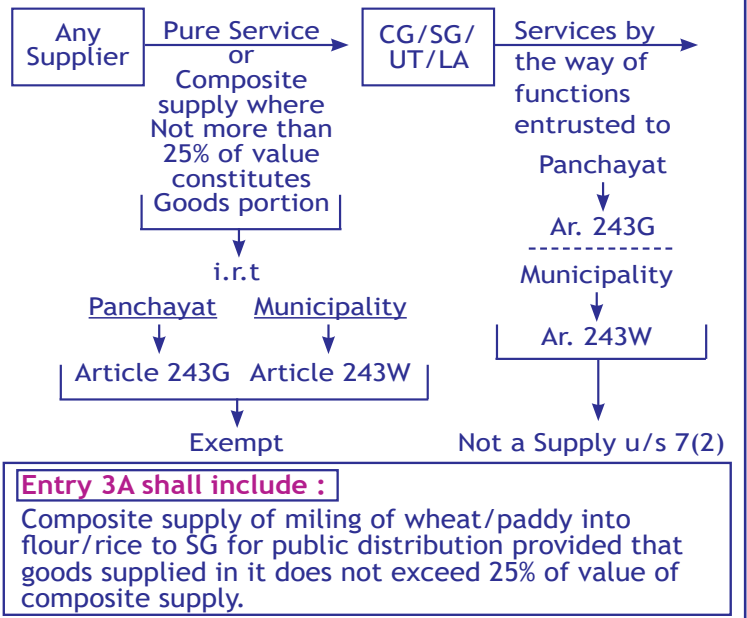 Any
Supplier
Pure Service
or
Composite
supply where
Not more than
25% of value
constitutes
Goods portion
i.r.t
Panchayat Municipality
Article 243G Article 243W
Exempt
CG/SG/
UT/LA
Services by
the way of
functions
entrusted to
Panchayat
Ar. 243G
Municipality
Ar. 243W
Not a Supply u/s 7(2)
Entry 3A shall include :
Composite supply of miling of wheat/paddy into
flour/rice to SG for public distribution provided that
goods supplied in it does not exceed 25% of value of
composite supply.